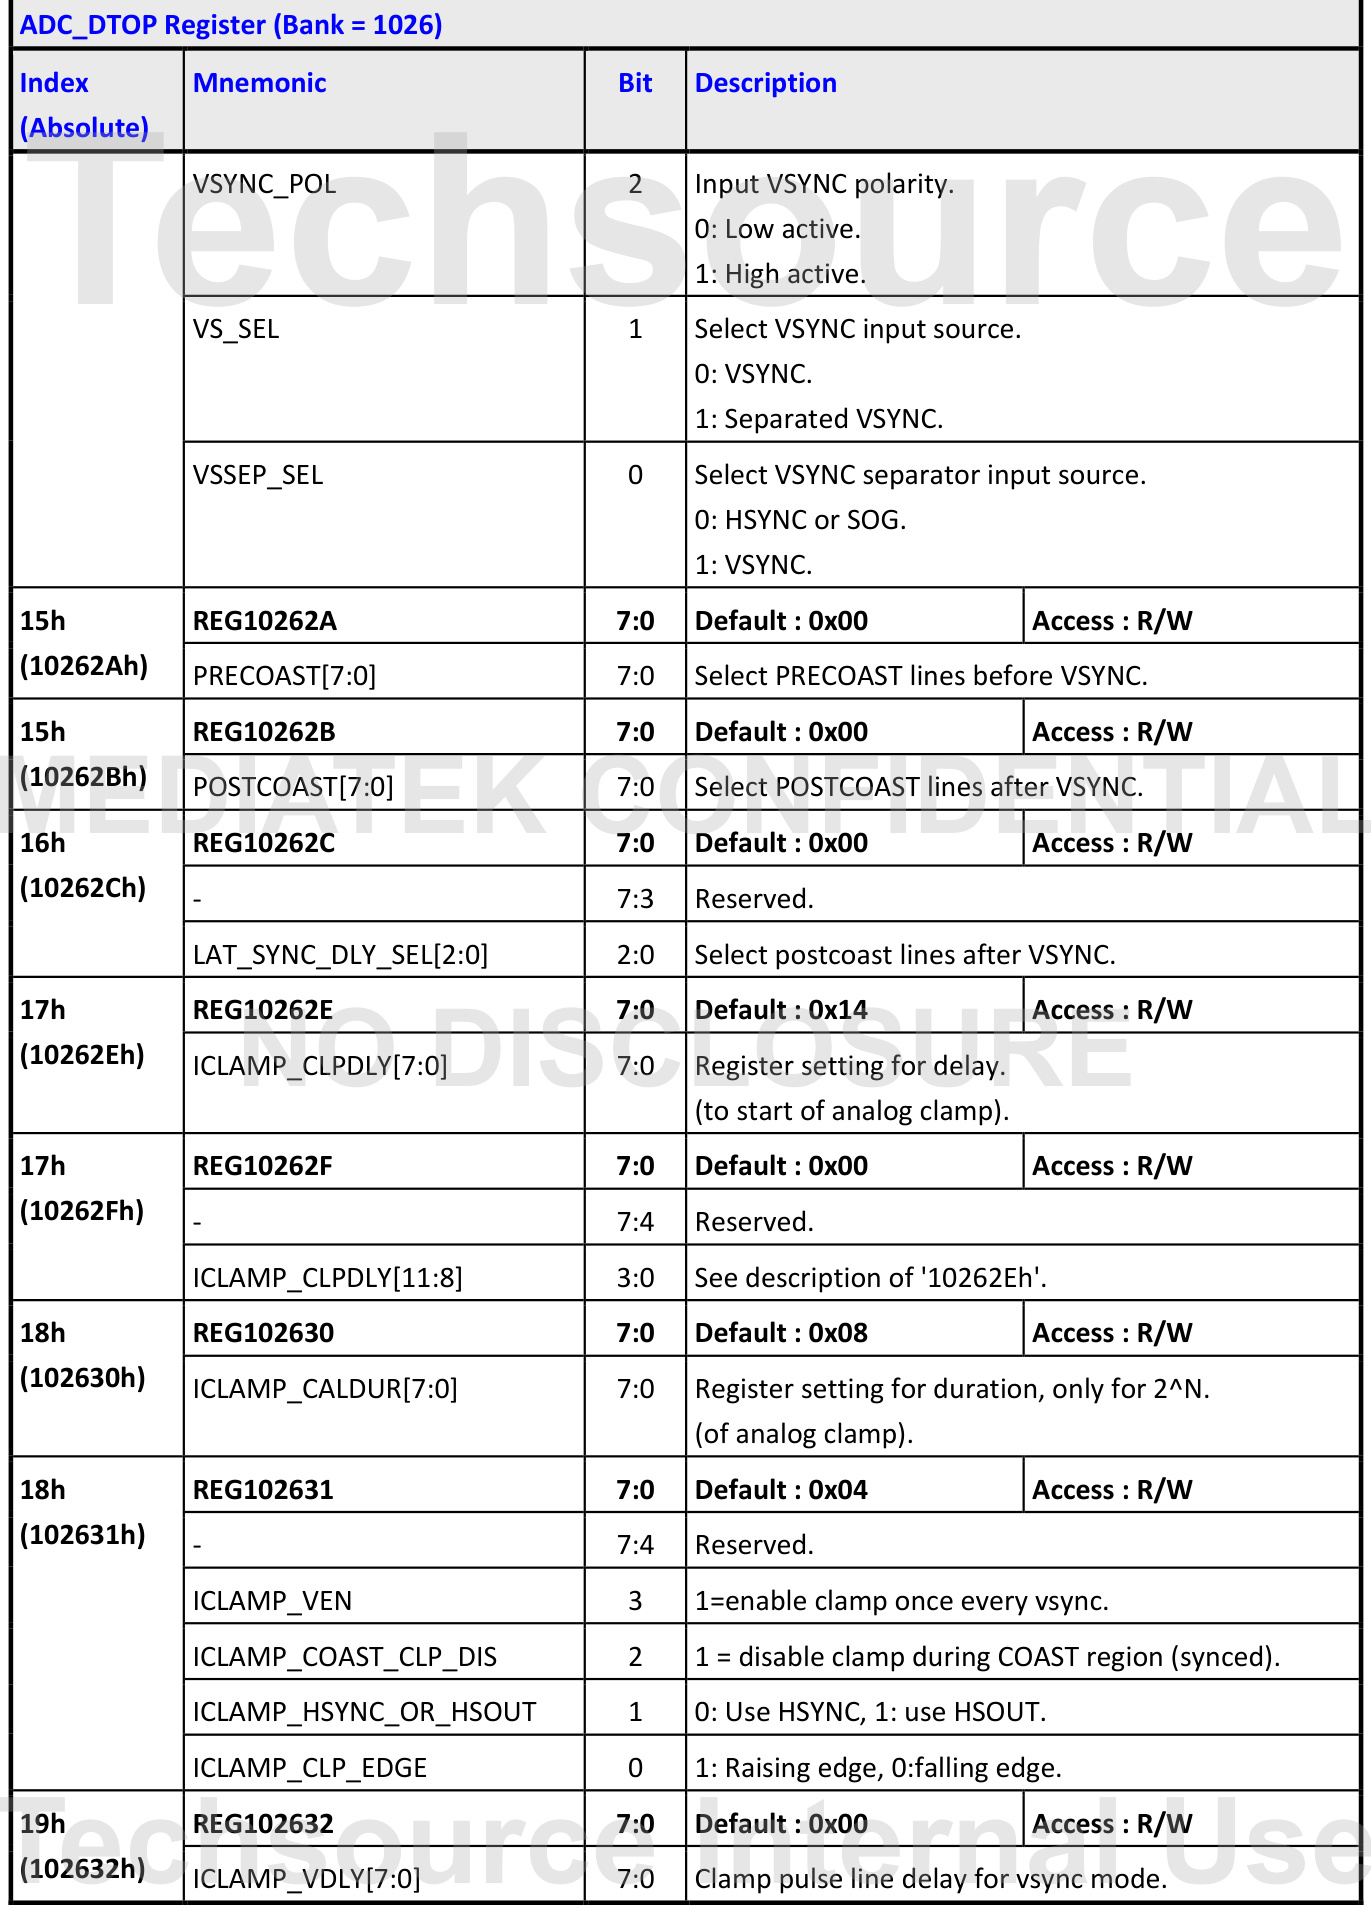 ADC_DTOP Register (Bank = 1026)
Index (Absolute) Mnemonic Bit Description
VSYNC_POL 2 Input VSYNC polarity.
0: Low active.
1: High active.
VS_SEL 1 Select VSYNC input source.
0: VSYNC.
1: Separated VSYNC.
VSSEP_SEL 0 Select VSYNC separator input source.
0: HSYNC or SOG.
1: VSYNC.
15h REG10262A 7:0 Default : 0x00 Access : R/W
(10262Ah) PRECOAST[7:0] 7:0 Select PRECOAST lines before VSYNC.
15h REG10262B 7:0 Default : 0x00 Access : R/W
(10262Bh) POSTCOAST[7:0] 7:0 Select POSTCOAST lines after VSYNC.
16h REG10262C 7:0 Default : 0x00 Access : R/W
(10262Ch) - 7:3 Reserved.
LAT_SYNC_DLY_SEL[2:0] 2:0 Select postcoast lines after VSYNC.
17h REG10262E 7:0 Default : 0x14 Access : R/W
(10262Eh) ICLAMP_CLPDLY[7:0] 7:0 Register setting for delay.
(to start of analog clamp).
17h REG10262F 7:0 Default : 0x00 Access : R/W
(10262Fh) - 7:4 Reserved.
ICLAMP_CLPDLY[11:8] 3:0 See description of '10262Eh'.
18h REG102630 7:0 Default : 0x08 Access : R/W
(102630h) ICLAMP_CALDUR[7:0] 7:0 Register setting for duration, only for 2^N.
(of analog clamp).
18h REG102631 7:0 Default : 0x04 Access : R/W
(102631h) - 7:4 Reserved.
ICLAMP_VEN 3 1=enable clamp once every vsync.
ICLAMP_COAST_CLP_DIS 2 1 = disable clamp during COAST region (synced).
ICLAMP_HSYNC_OR_HSOUT 1 0: Use HSYNC, 1: use HSOUT.
ICLAMP_CLP_EDGE 0 1: Raising edge, 0:falling edge.
19h REG102632 7:0 Default : 0x00 Access : R/W
(102632h) ICLAMP_VDLY[7:0] 7:0 Clamp pulse line delay for vsync mode.
Techsource
MEDIATEK CONFIDENTIAL
NO DISCLOSURE
Techsource Internal Use